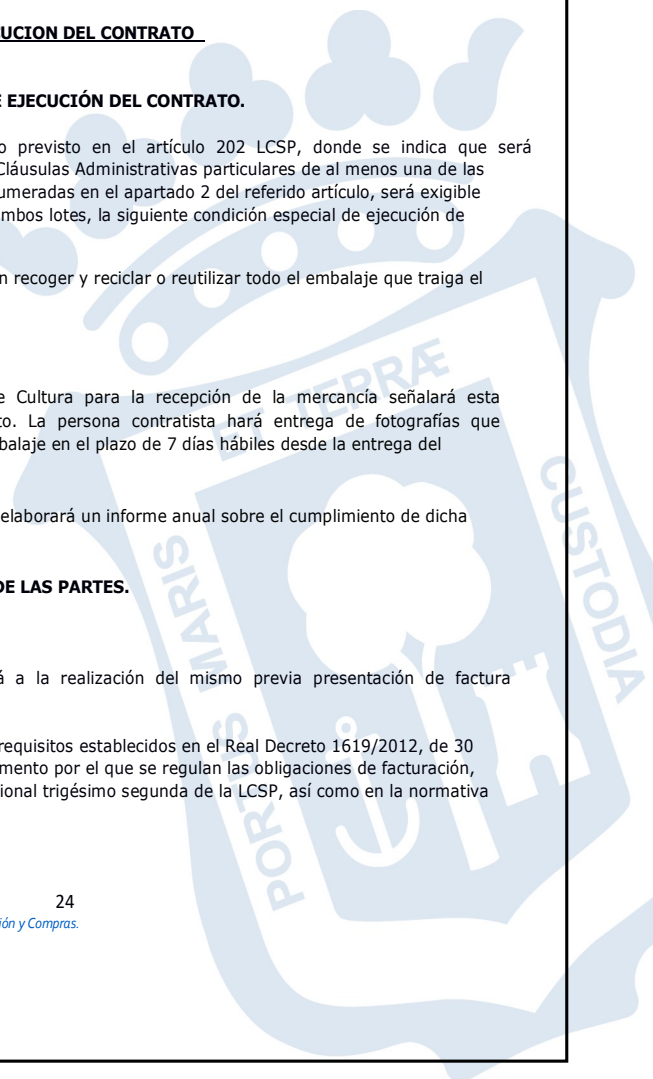 CUCION DEL CONTRATO
E EJECUCIÓN DEL CONTRATO.
o previsto en el artículo 202 LCSP, donde se indica que será
Cláusulas Administrativas particulares de al menos una de las
umeradas en el apartado 2 del referido artículo, será exigible
mbos lotes, la siguiente condición especial de ejecución de
n recoger y reciclar o reutilizar todo el embalaje que traiga el
e Cultura para la recepción de la mercancía señalará esta
to. La persona contratista hará entrega de fotografías que
balaje en el plazo de 7 días hábiles desde la entrega del
elaborará un informe anual sobre el cumplimiento de dicha
DE LAS PARTES.
á a la realización del mismo previa presentación de factura
requisitos establecidos en el Real Decreto 1619/2012, de 30
mento por el que se regulan las obligaciones de facturación,
ional trigésimo segunda de la LCSP, así como en la normativa
24
ión y Compras.
PORTUS MARIS ET TERRÆ CUSTODIA